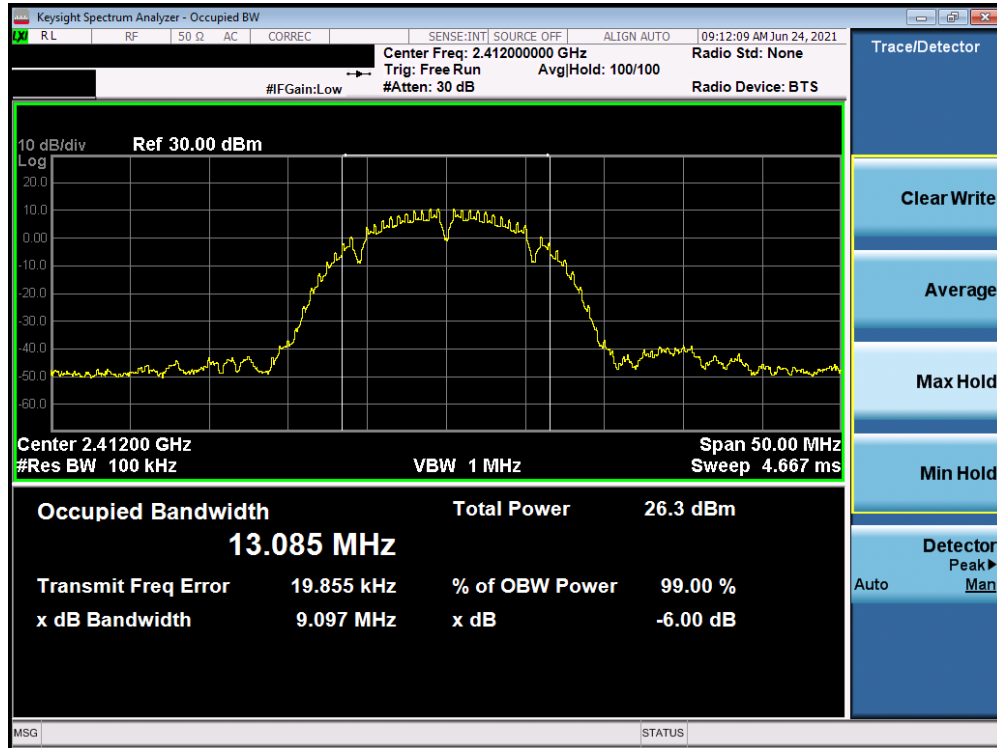 Keysight Spectrum Analyzer - Occupied BW
LXI RL RF 50 Ω AC CORREC SENSE:INT SOURCE OFF ALIGN AUTO 09:12:09 AM Jun 24, 2021
Center Freq: 2.412000000 GHz Radio Std: None
Trig: Free Run Avg|Hold: 100/100
#IFGain:Low #Atten: 30 dB Radio Device: BTS
Trace/Detector
10 dB/div Ref 30.00 dBm
Log
20.0
10.0
0.00
-10.0
-20.0
-30.0
-40.0
-50.0
-60.0
Center 2.41200 GHz Span 50.00 MHz
#Res BW 100 kHz VBW 1 MHz Sweep 4.667 ms
Occupied Bandwidth Total Power 26.3 dBm
13.085 MHz
Transmit Freq Error 19.855 kHz % of OBW Power 99.00 %
x dB Bandwidth 9.097 MHz x dB -6.00 dB
Clear Write
Average
Max Hold
Min Hold
Detector
Peak▶
Auto Man
MSG STATUS